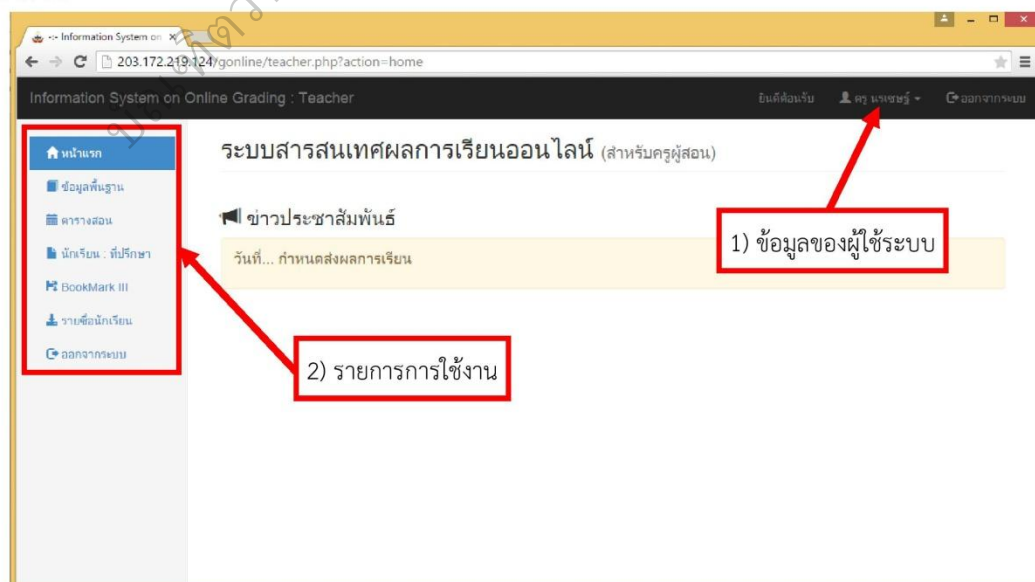 -:- Information System on
203.172.219.124/gonline/teacher.php?action=home
Information System on Online Grading : Teacher
ยินดีต้อนรับ
ครู นรเชษฐ์
ออกจากระบบ
หน้าแรก
ข้อมูลพื้นฐาน
ตารางสอน
นักเรียน : ที่ปรึกษา
BookMark III
รายชื่อนักเรียน
ออกจากระบบ
ระบบสารสนเทศผลการเรียนออนไลน์ (สำหรับครูผู้สอน)
ข่าวประชาสัมพันธ์
วันที่... กำหนดส่งผลการเรียน
1) ข้อมูลของผู้ใช้ระบบ
2) รายการการใช้งาน